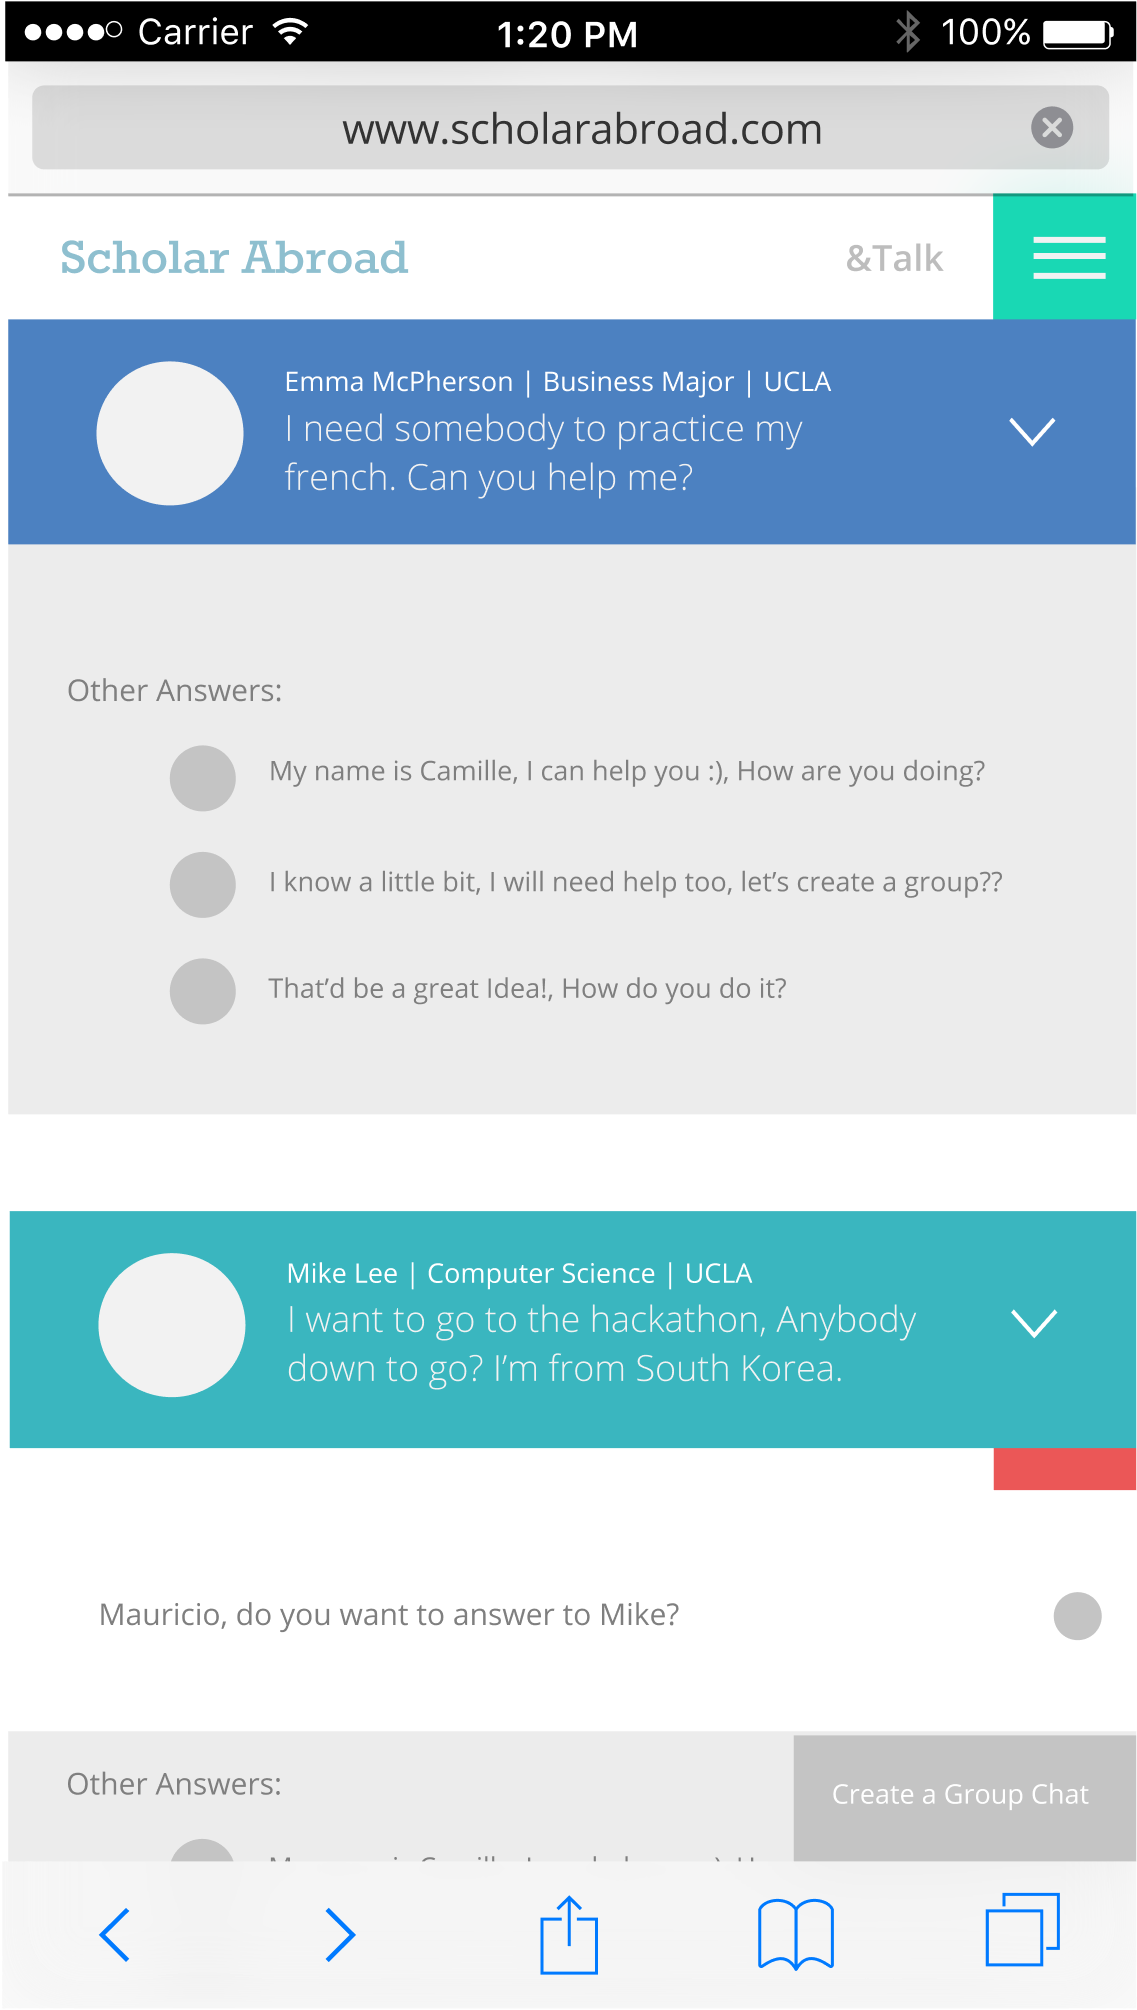 Carrier 1:20 PM 100%
www.scholarabroad.com
Scholar Abroad &Talk
Emma McPherson | Business Major | UCLA
I need somebody to practice my
french. Can you help me?
Other Answers:
My name is Camille, I can help you :), How are you doing?
I know a little bit, I will need help too, let’s create a group??
That’d be a great Idea!, How do you do it?
Mike Lee | Computer Science | UCLA
I want to go to the hackathon, Anybody
down to go? I’m from South Korea.
Mauricio, do you want to answer to Mike?
Other Answers:
Create a Group Chat